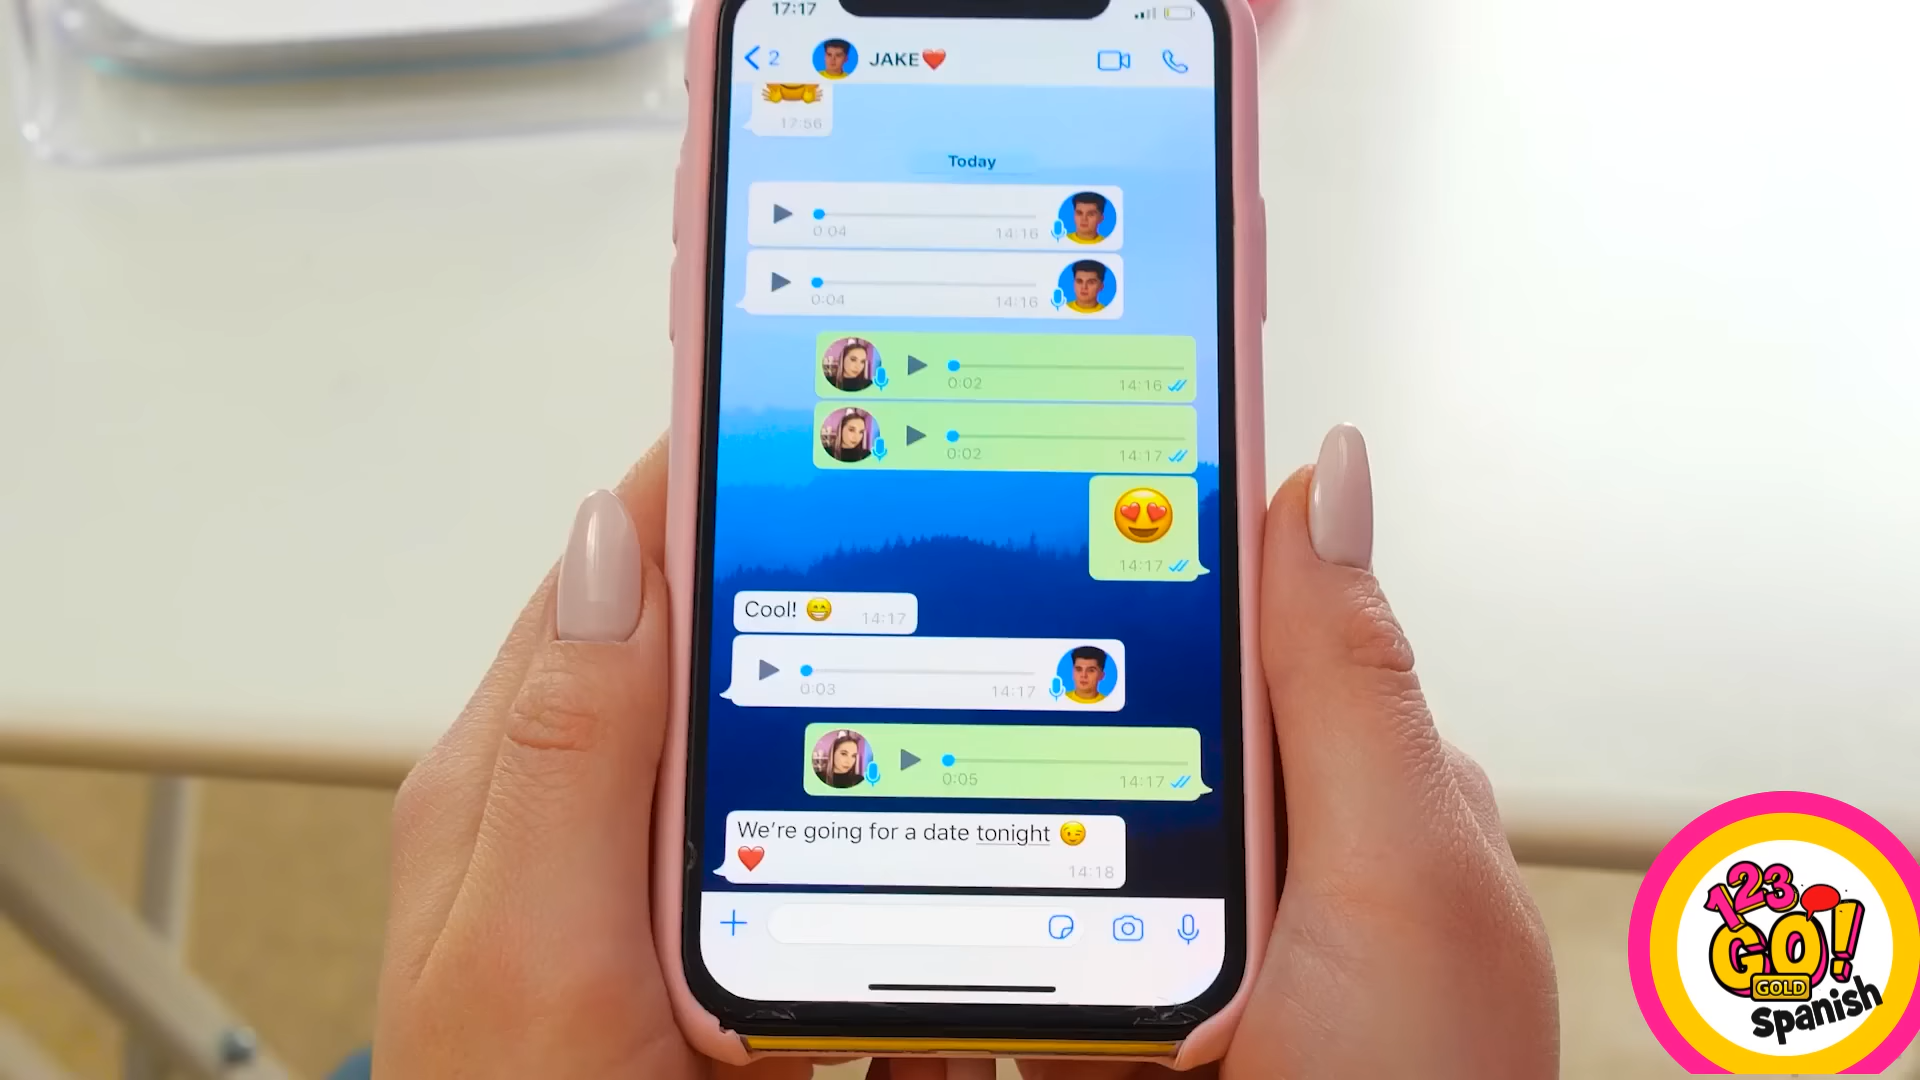 17:17
2
JAKE❤️
17:56
Today
0:04 14:16
0:04 14:16
0:02 14:16
0:02 14:17
14:17
Cool! 😁 14:17
0:03 14:17
0:05 14:17
We're going for a date tonight 😉
❤️
14:18
123
GO!
GOLD
Spanish